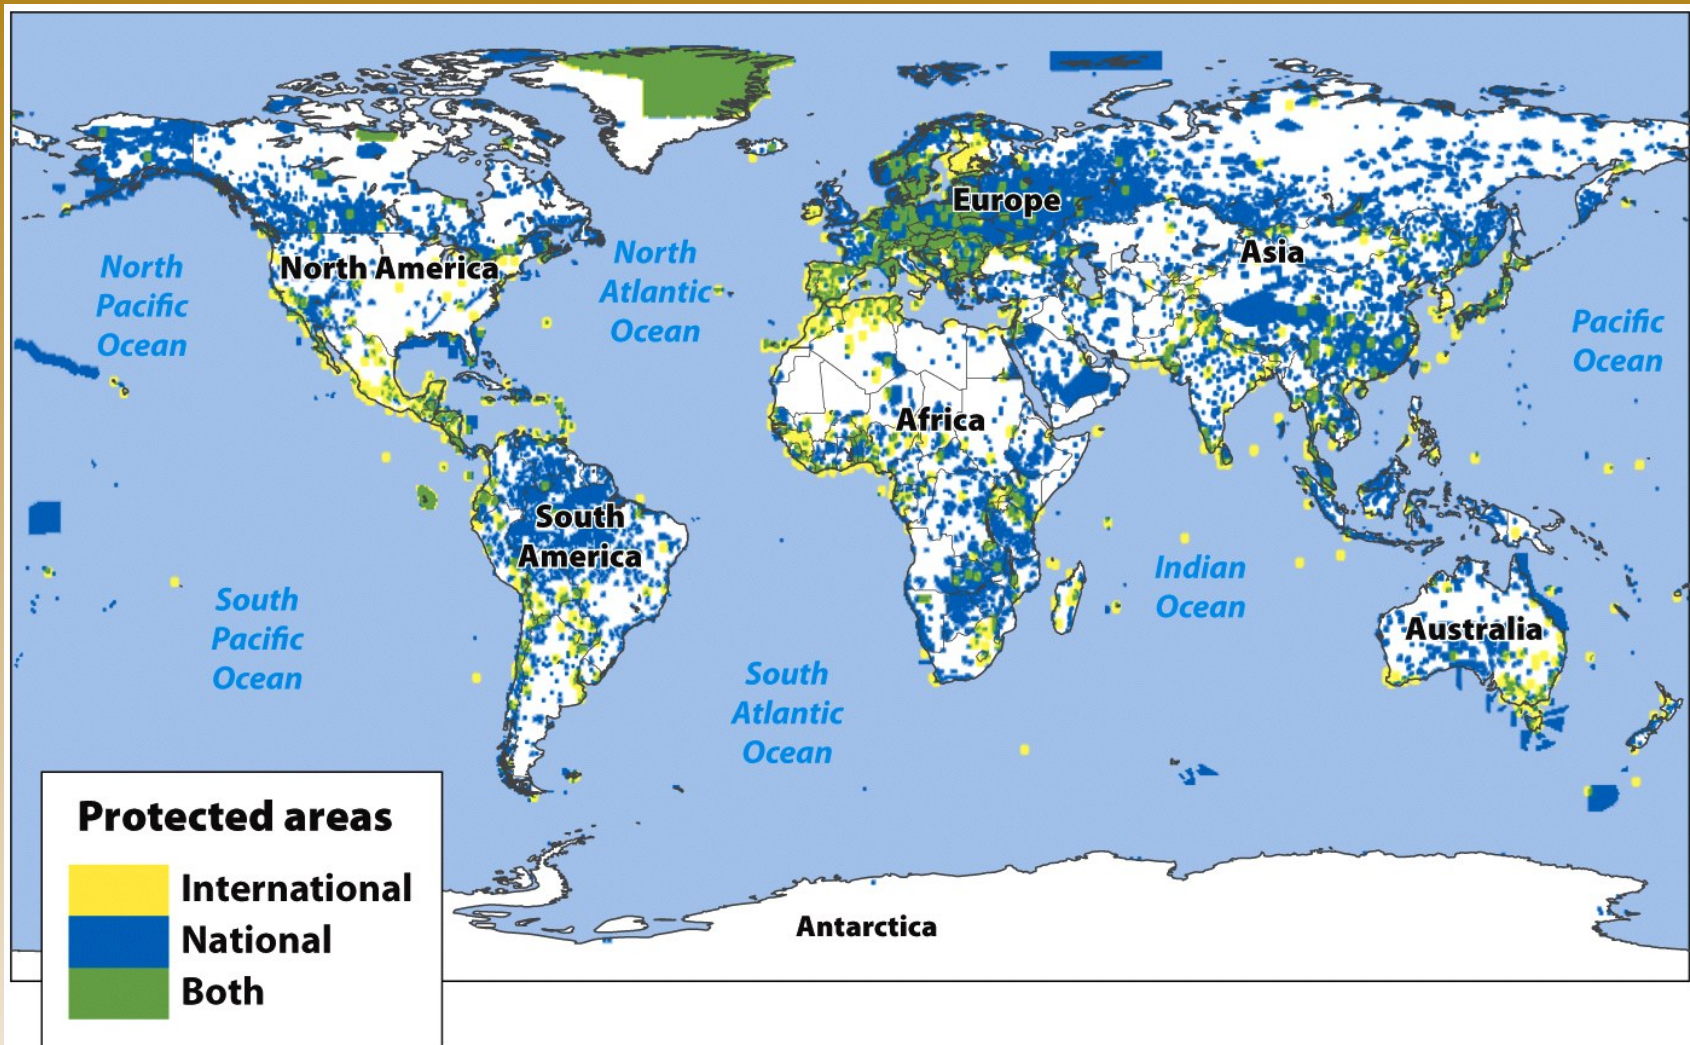 North
Pacific
Ocean
North America
North
Atlantic
Ocean
Europe
Asia
Pacific
Ocean
Africa
South
America
South
Pacific
Ocean
South
Atlantic
Ocean
Indian
Ocean
Australia
Antarctica
Protected areas
International
National
Both